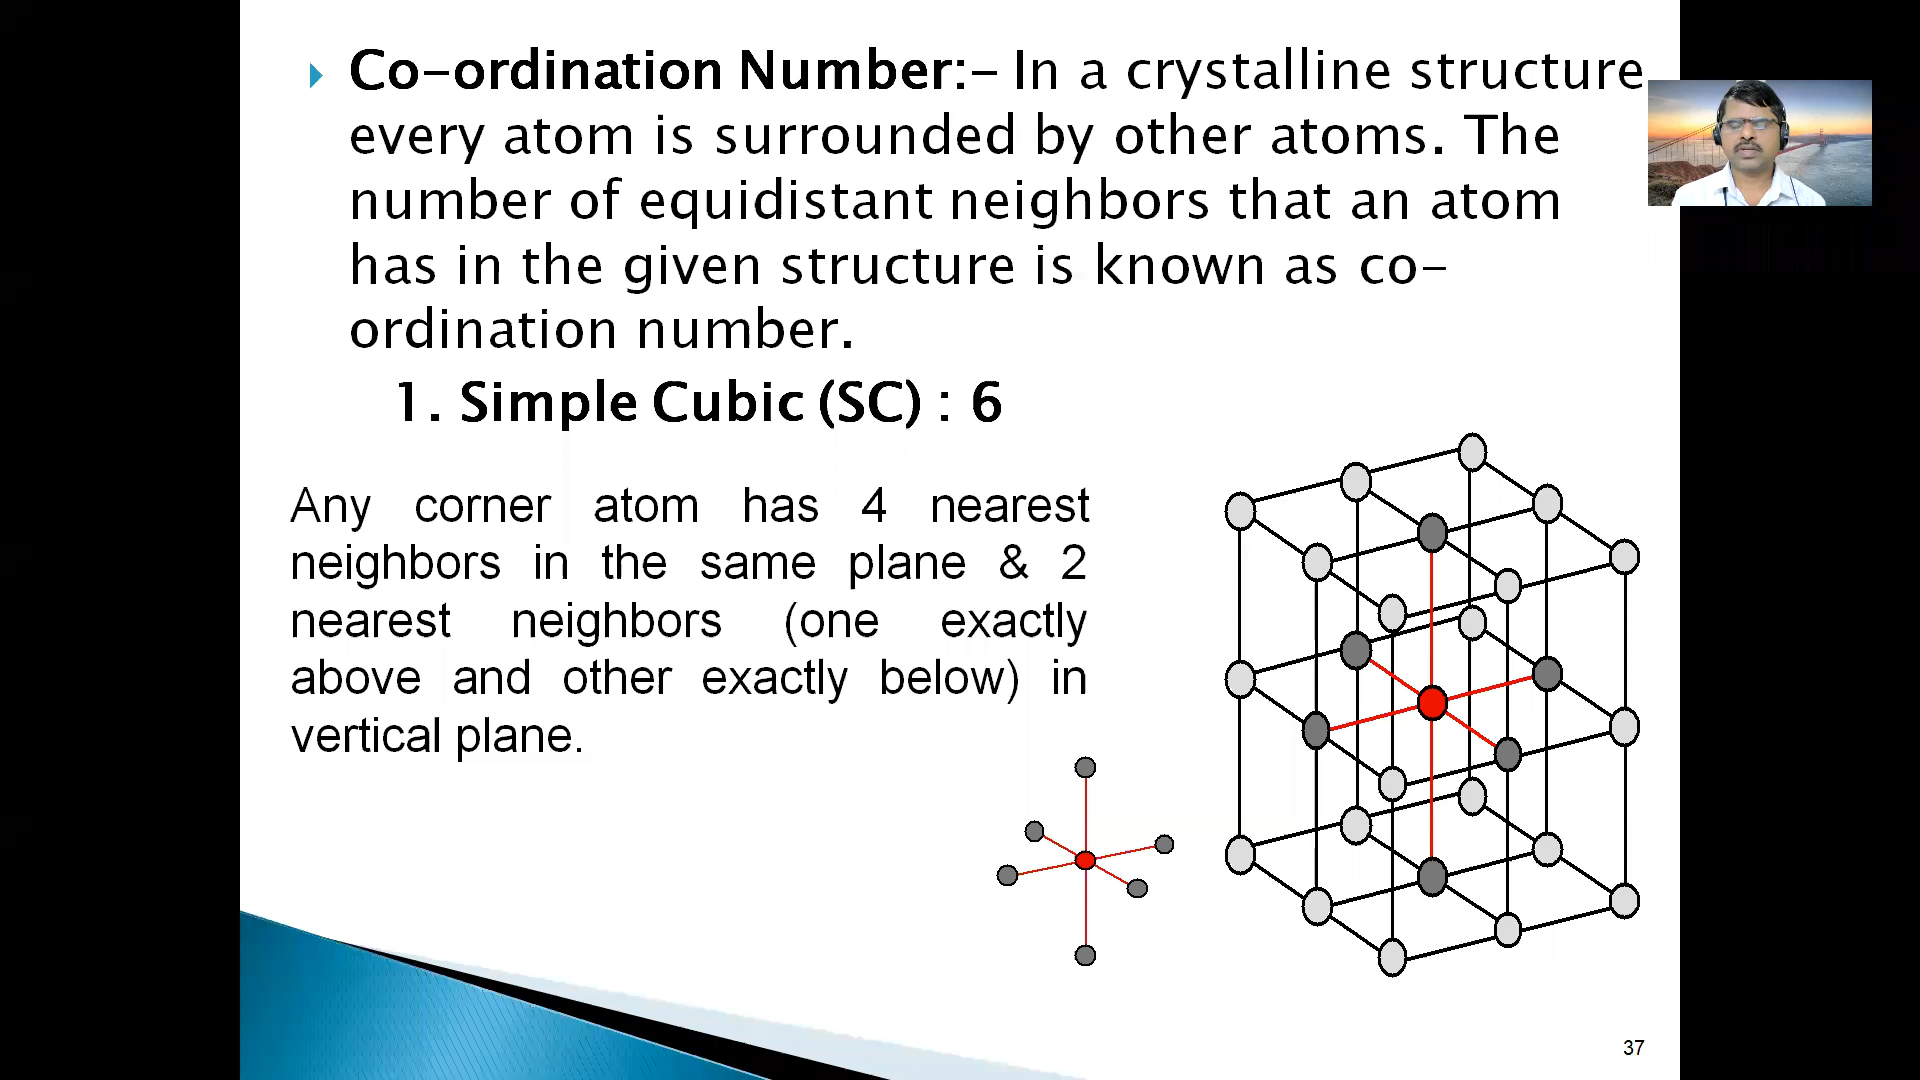 Co-ordination Number:- In a crystalline structure
every atom is surrounded by other atoms. The
number of equidistant neighbors that an atom
has in the given structure is known as co-
ordination number.
1. Simple Cubic (SC) : 6
Any corner atom has 4 nearest
neighbors in the same plane & 2
nearest neighbors (one exactly
above and other exactly below) in
vertical plane.
37